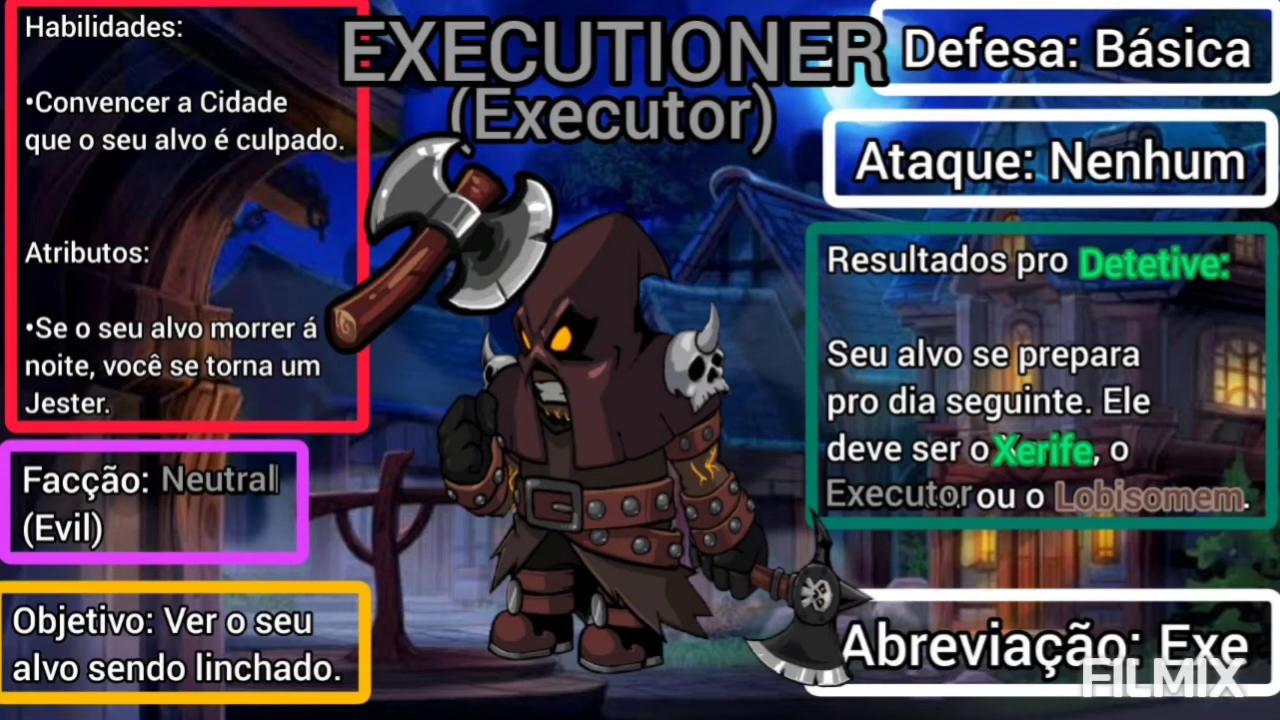 EXECUTIONER
(Executor)
Habilidades:
•Convencer a Cidade
que o seu alvo é culpado.
Atributos:
•Se o seu alvo morrer á
noite, você se torna um
Jester.
Facção: Neutral
(Evil)
Objetivo: Ver o seu
alvo sendo linchado.
Defesa: Básica
Ataque: Nenhum
Resultados pro Detetive:
Seu alvo se prepara
pro dia seguinte. Ele
deve ser o Xerife, o
Executor ou o Lobisomem.
Abreviação: Exe
FILMIX